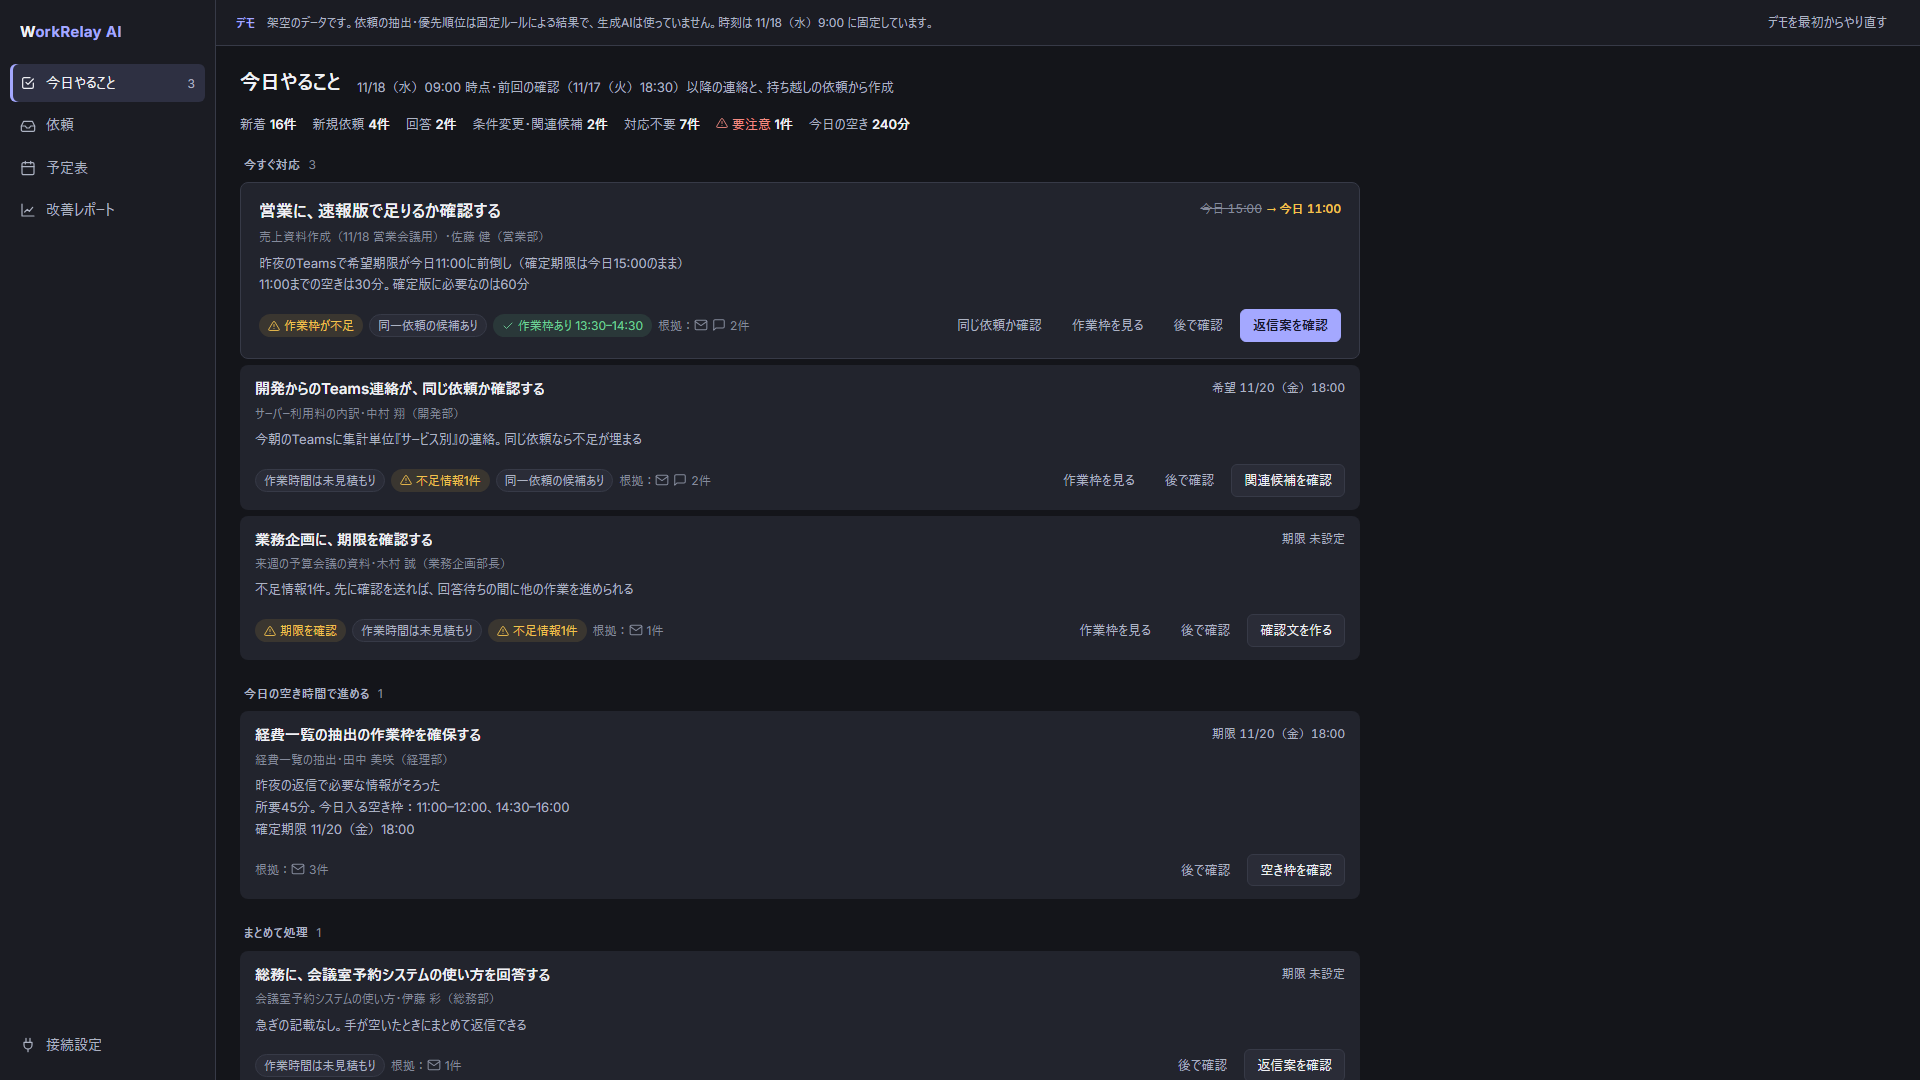 WorkRelay AI
今日やること 3
依頼
予定表
改善レポート
接続設定
デモ 架空のデータです。依頼の抽出・優先順位は固定ルールによる結果で、生成AIは使っていません。時刻は 11/18（水）9:00 に固定しています。
デモを最初からやり直す
今日やること 11/18（水）09:00 時点・前回の確認（11/17（火）18:30）以降の連絡と、持ち越しの依頼から作成
新着 16件 新規依頼 4件 回答 2件 条件変更・関連候補 2件 対応不要 7件 要注意 1件 今日の空き 240分
今すぐ対応 3
営業に、速報版で足りるか確認する
今日 15:00 → 今日 11:00
売上資料作成（11/18 営業会議用）・佐藤 健（営業部）
昨夜のTeamsで希望期限が今日11:00に前倒し（確定期限は今日15:00のまま）
11:00までの空きは30分。確定版に必要なのは60分
作業枠が不足 同一依頼の候補あり 作業枠あり 13:30–14:30 根拠： 2件
同じ依頼か確認 作業枠を見る 後で確認 返信案を確認
開発からのTeams連絡が、同じ依頼か確認する
希望 11/20（金）18:00
サーバー利用料の内訳・中村 翔（開発部）
今朝のTeamsに集計単位『サービス別』の連絡。同じ依頼なら不足が埋まる
作業時間は未見積もり 不足情報1件 同一依頼の候補あり 根拠： 2件
作業枠を見る 後で確認 関連候補を確認
業務企画に、期限を確認する
期限 未設定
来週の予算会議の資料・木村 誠（業務企画部長）
不足情報1件。先に確認を送れば、回答待ちの間に他の作業を進められる
期限を確認 作業時間は未見積もり 不足情報1件 根拠： 1件
作業枠を見る 後で確認 確認文を作る
今日の空き時間で進める 1
経費一覧の抽出の作業枠を確保する
期限 11/20（金）18:00
経費一覧の抽出・田中 美咲（経理部）
昨夜の返信で必要な情報がそろった
所要45分。今日入る空き枠：11:00–12:00、14:30–16:00
確定期限 11/20（金）18:00
根拠： 3件
後で確認 空き枠を確認
まとめて処理 1
総務に、会議室予約システムの使い方を回答する
期限 未設定
会議室予約システムの使い方・伊藤 彩（総務部）
急ぎの記載なし。手が空いたときにまとめて返信できる
作業時間は未見積もり 根拠： 1件
後で確認 返信案を確認